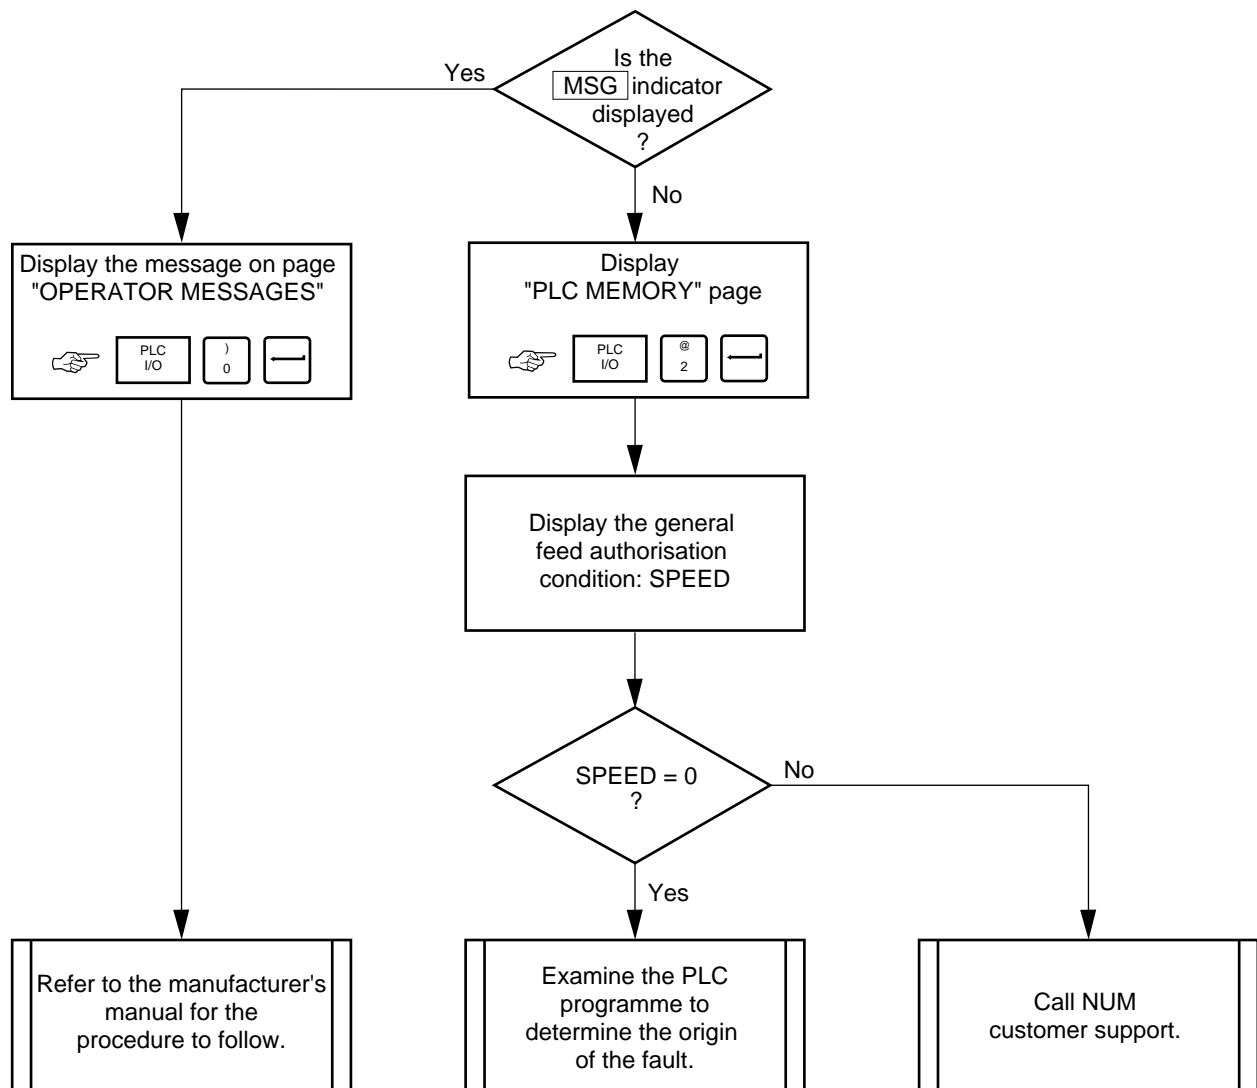 Is the
MSG indicator
displayed
?
Yes
No
Display the message on page
"OPERATOR MESSAGES"
PLC
I/O
)
0
Display
"PLC MEMORY" page
PLC
I/O
@
2
Display the general
feed authorisation
condition: SPEED
SPEED = 0
?
No
Yes
Refer to the manufacturer's
manual for the
procedure to follow.
Examine the PLC
programme to
determine the origin
of the fault.
Call NUM
customer support.